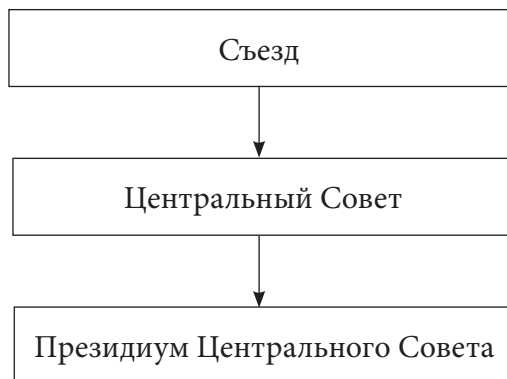 Съезд
Центральный Совет
Президиум Центрального Совета